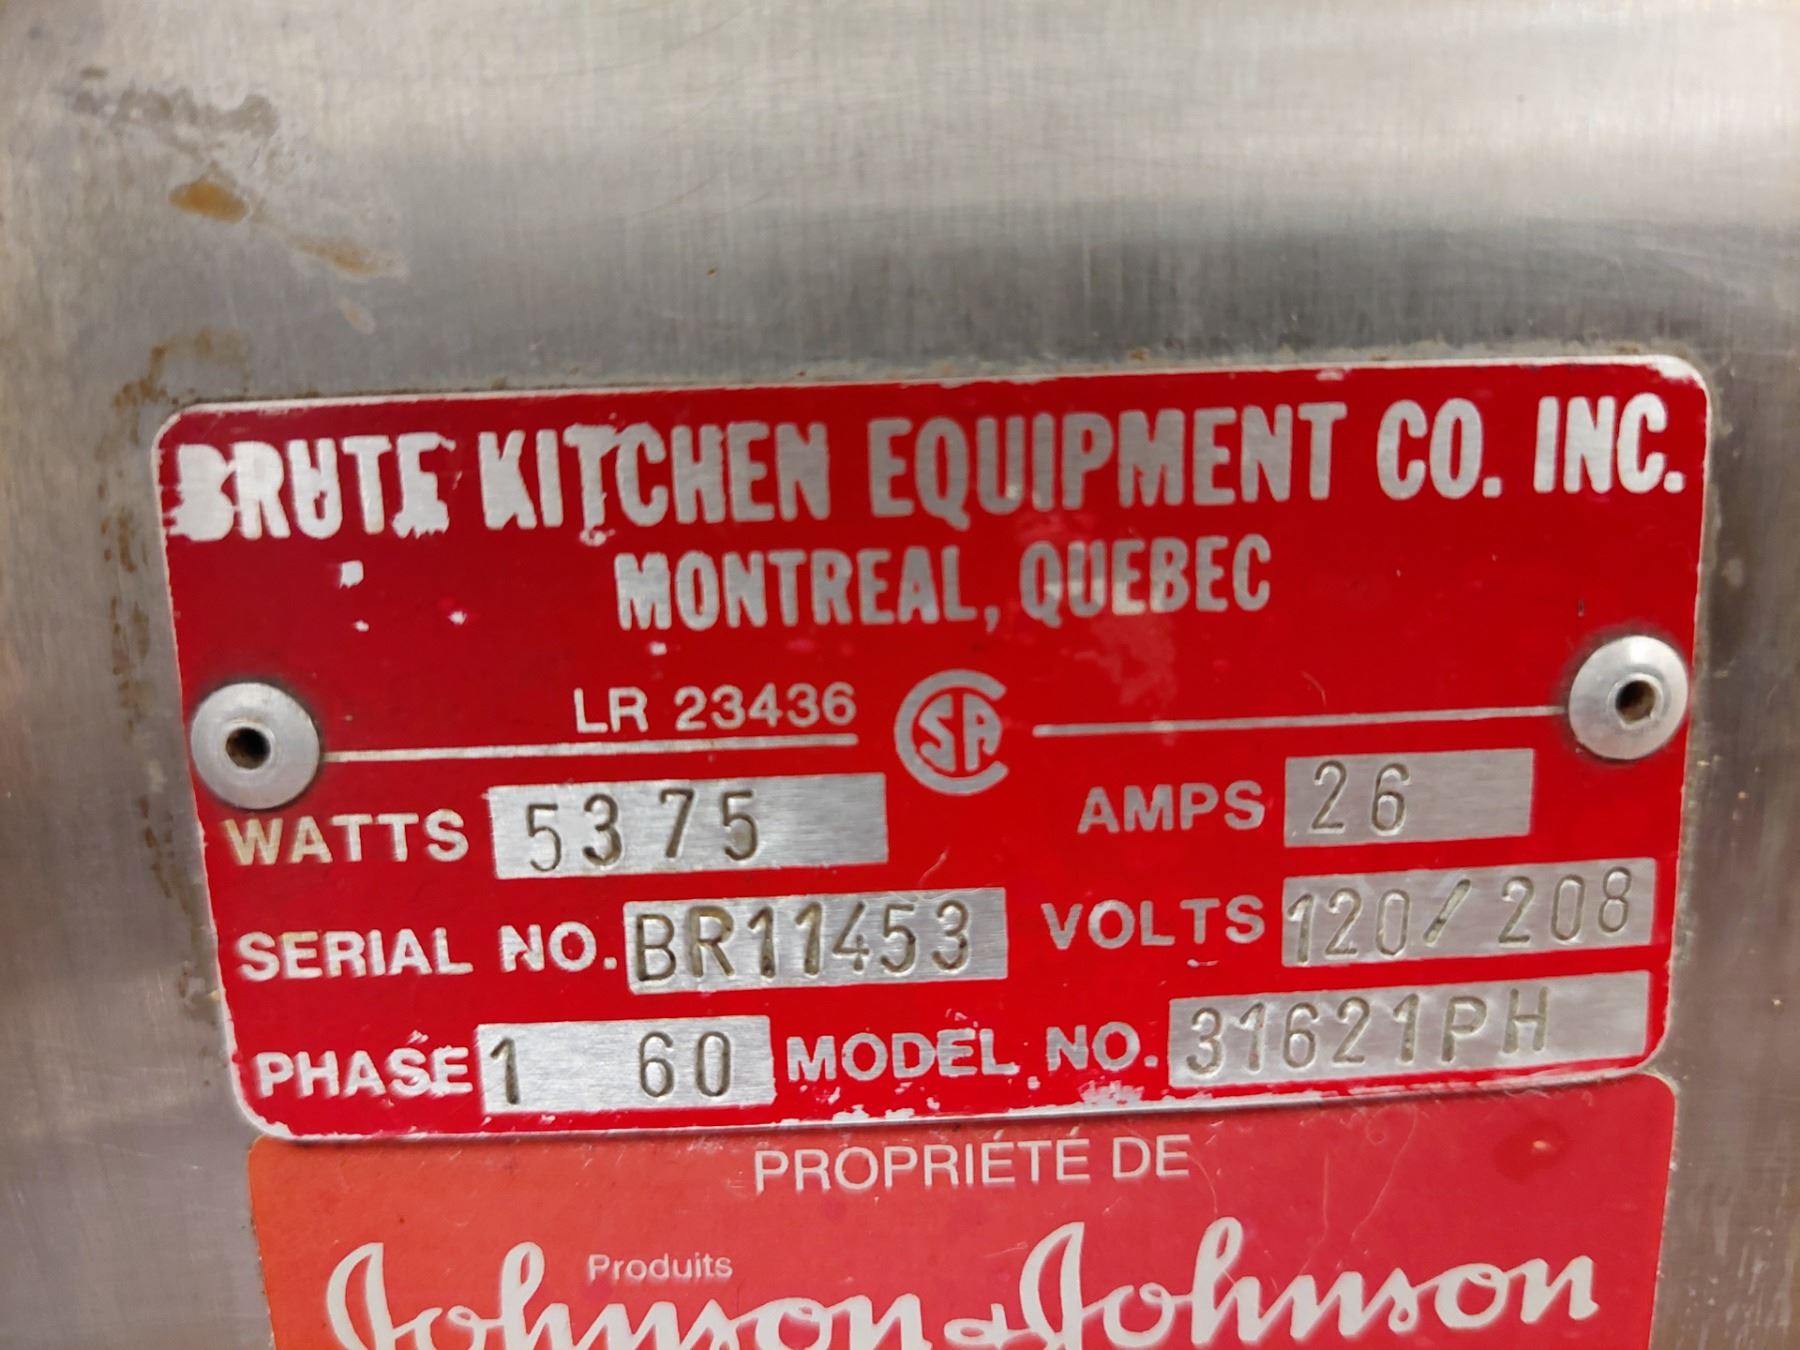 BRUTE KITCHEN EQUIPMENT CO. INC.
MONTREAL, QUEBEC
LR 23436 CSA
WATTS 5375 AMPS 26
SERIAL NO. BR11453 VOLTS 120/208
PHASE 1 60 MODEL NO. 31621PH
PROPRIÉTÉ DE
Produits
Johnson & Johnson